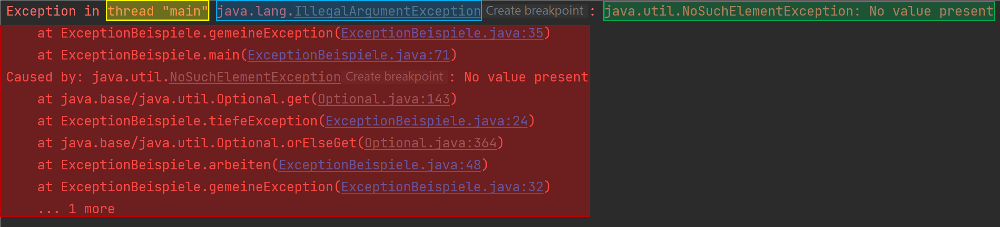 Exception in thread "main" java.lang.IllegalArgumentException Create breakpoint : java.util.NoSuchElementException: No value present
at ExceptionBeispiele.gemeineException(ExceptionBeispiele.java:35)
at ExceptionBeispiele.main(ExceptionBeispiele.java:71)
Caused by: java.util.NoSuchElementException Create breakpoint : No value present
at java.base/java.util.Optional.get(Optional.java:143)
at ExceptionBeispiele.tiefeException(ExceptionBeispiele.java:24)
at java.base/java.util.Optional.orElseGet(Optional.java:364)
at ExceptionBeispiele.arbeiten(ExceptionBeispiele.java:48)
at ExceptionBeispiele.gemeineException(ExceptionBeispiele.java:32)
... 1 more